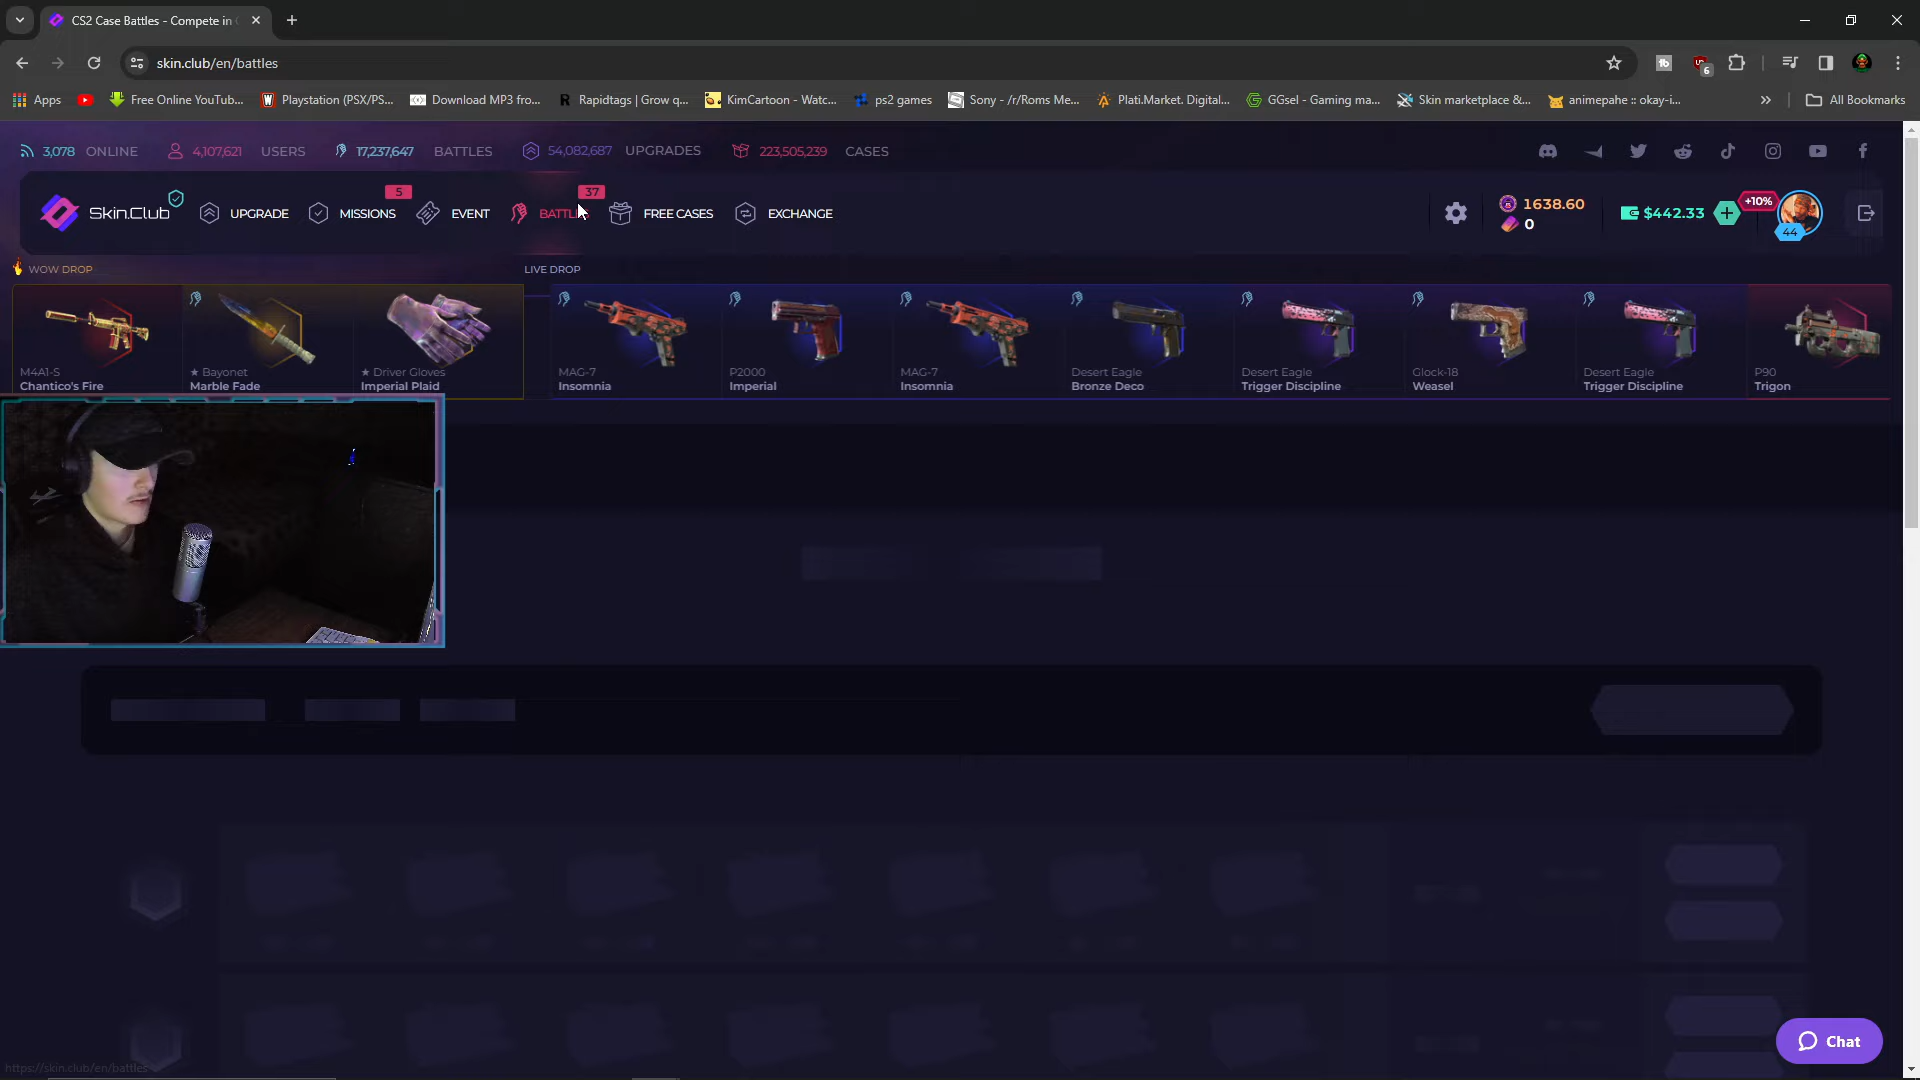 CS2 Case Battles - Compete in
skin.club/en/battles
6
Apps
Free Online YouTub...
Playstation (PSX/PS...
Download MP3 fro...
Rapidtags | Grow q...
KimCartoon - Watc...
ps2 games
Sony - /r/Roms Me...
Plati.Market. Digital...
GGsel - Gaming ma...
Skin marketplace &...
animepahe :: okay-i...
All Bookmarks
3,078 ONLINE
4,107,621 USERS
17,237,647 BATTLES
54,082,687 UPGRADES
223,505,239 CASES
Skin.Club
UPGRADE
5
MISSIONS
EVENT
37
BATTL
FREE CASES
EXCHANGE
1638.60
0
$442.33
+10%
44
WOW DROP
LIVE DROP
M4A1-S
Chantico's Fire
★ Bayonet
Marble Fade
★ Driver Gloves
Imperial Plaid
MAG-7
Insomnia
P2000
Imperial
MAG-7
Insomnia
Desert Eagle
Bronze Deco
Desert Eagle
Trigger Discipline
Glock-18
Weasel
Desert Eagle
Trigger Discipline
P90
Trigon
Chat
https://skin.club/en/battles